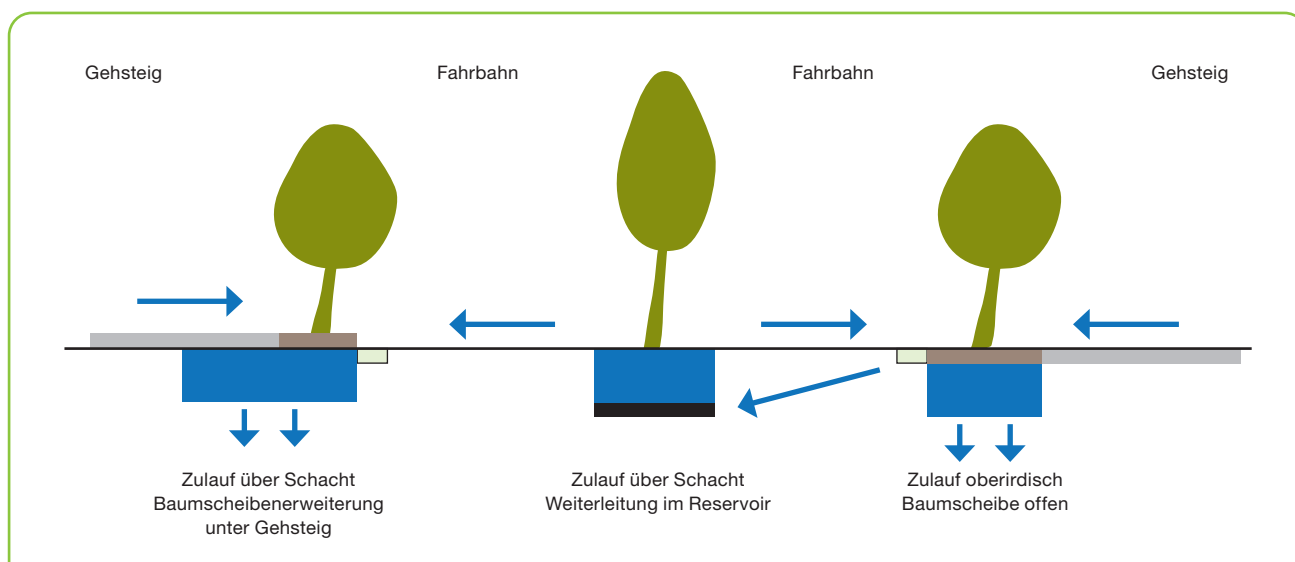 Gehsteig
Fahrbahn
Fahrbahn
Gehsteig
Zulauf über Schacht
Baumscheibenerweiterung
unter Gehsteig
Zulauf über Schacht
Weiterleitung im Reservoir
Zulauf oberirdisch
Baumscheibe offen